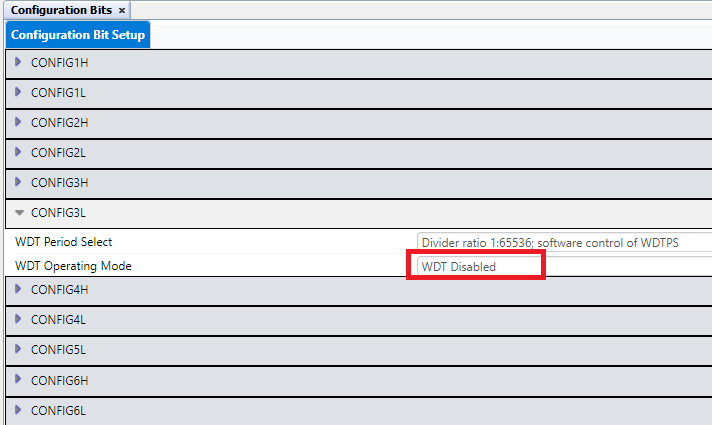 Configuration Bits ×
Configuration Bit Setup
CONFIG1H
CONFIG1L
CONFIG2H
CONFIG2L
CONFIG3H
CONFIG3L
WDT Period Select Divider ratio 1:65536; software control of WDTPS
WDT Operating Mode WDT Disabled
CONFIG4H
CONFIG4L
CONFIG5L
CONFIG6H
CONFIG6L